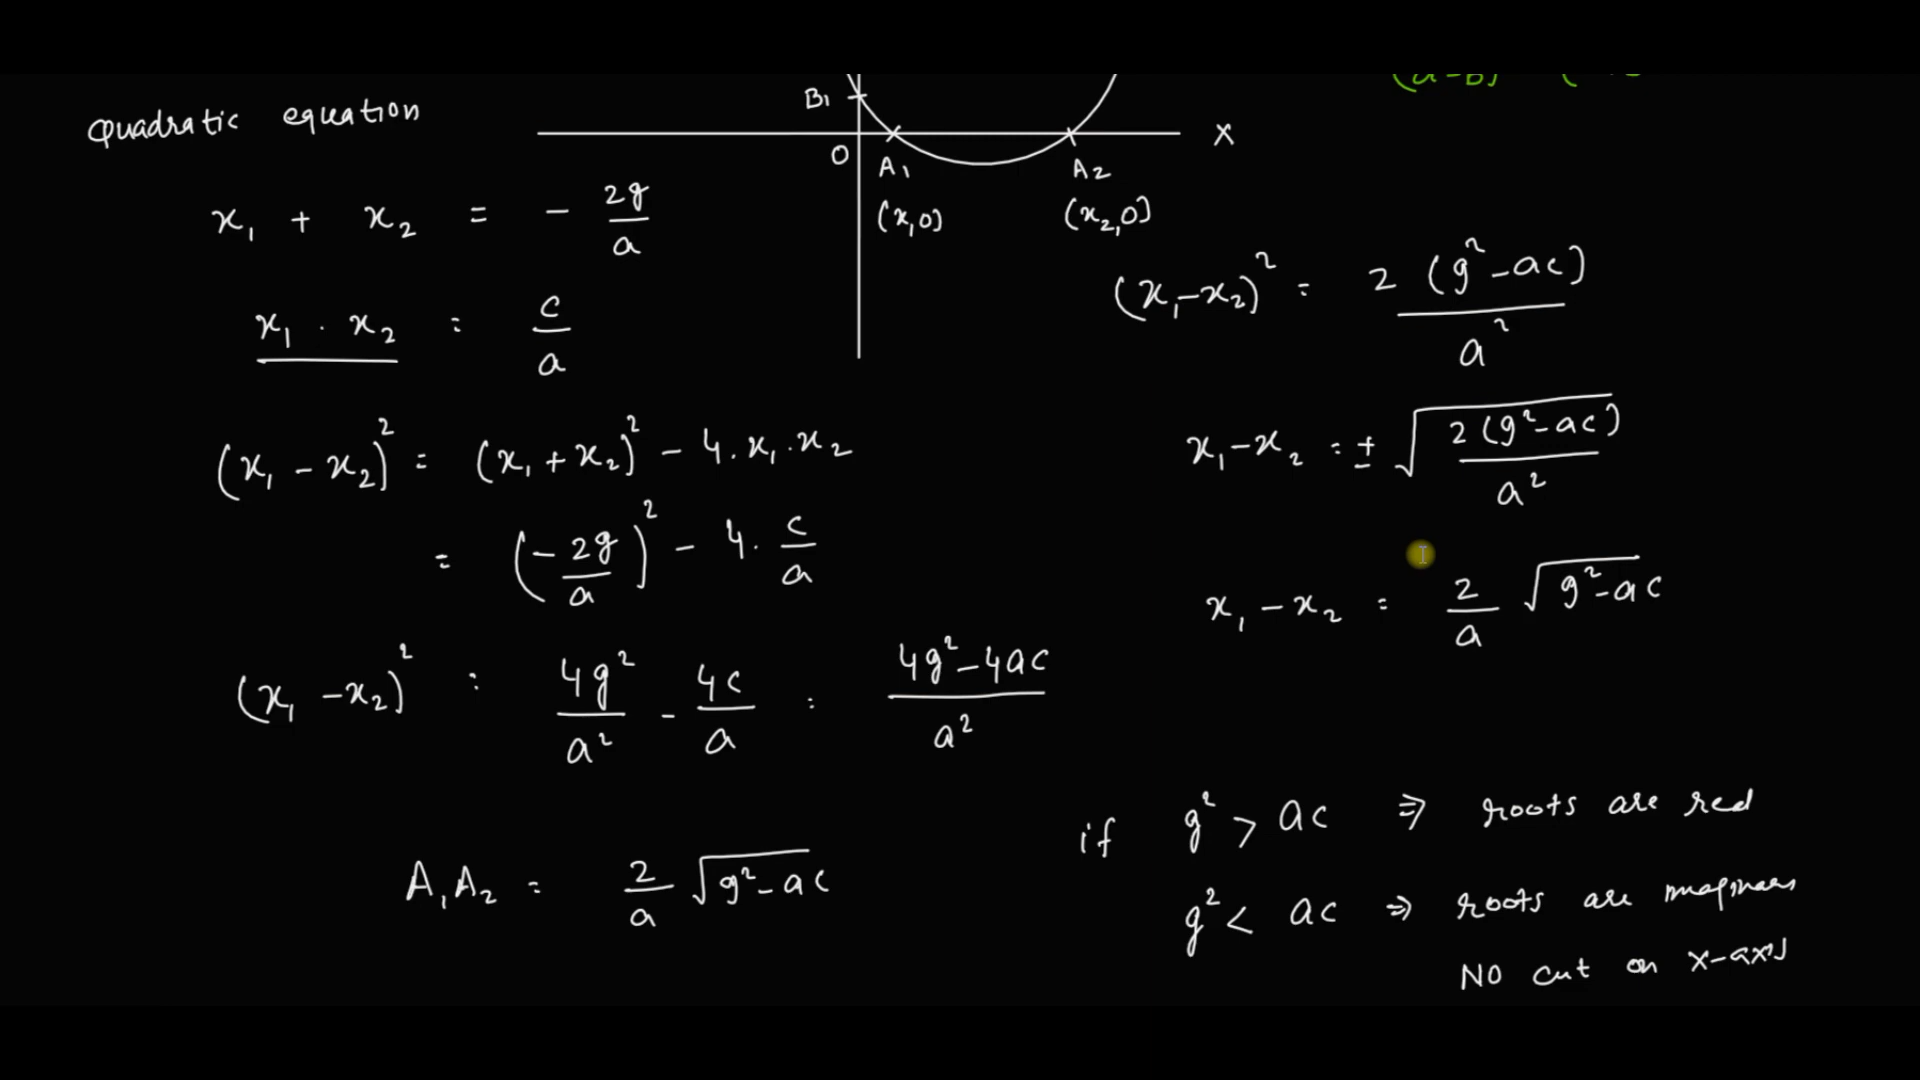 quadratic equation
x₁ + x₂ = - 2g/a
x₁ · x₂ = c/a
(x₁ - x₂)² = (x₁ + x₂)² - 4 · x₁ · x₂
= (- 2g/a)² - 4 · c/a
(x₁ - x₂)² = 4g²/a² - 4c/a = (4g² - 4ac)/a²
A₁A₂ = 2/a √(g² - ac)
B₁
O
X
A₁
A₂
(x₁,0)
(x₂,0)
(x₁ - x₂)² = 2 (g² - ac)/a²
x₁ - x₂ = ± √(2 (g² - ac)/a²)
x₁ - x₂ = 2/a √(g² - ac)
if g² > ac ⇒ roots are real
g² < ac ⇒ roots are
NO cut on x-axis